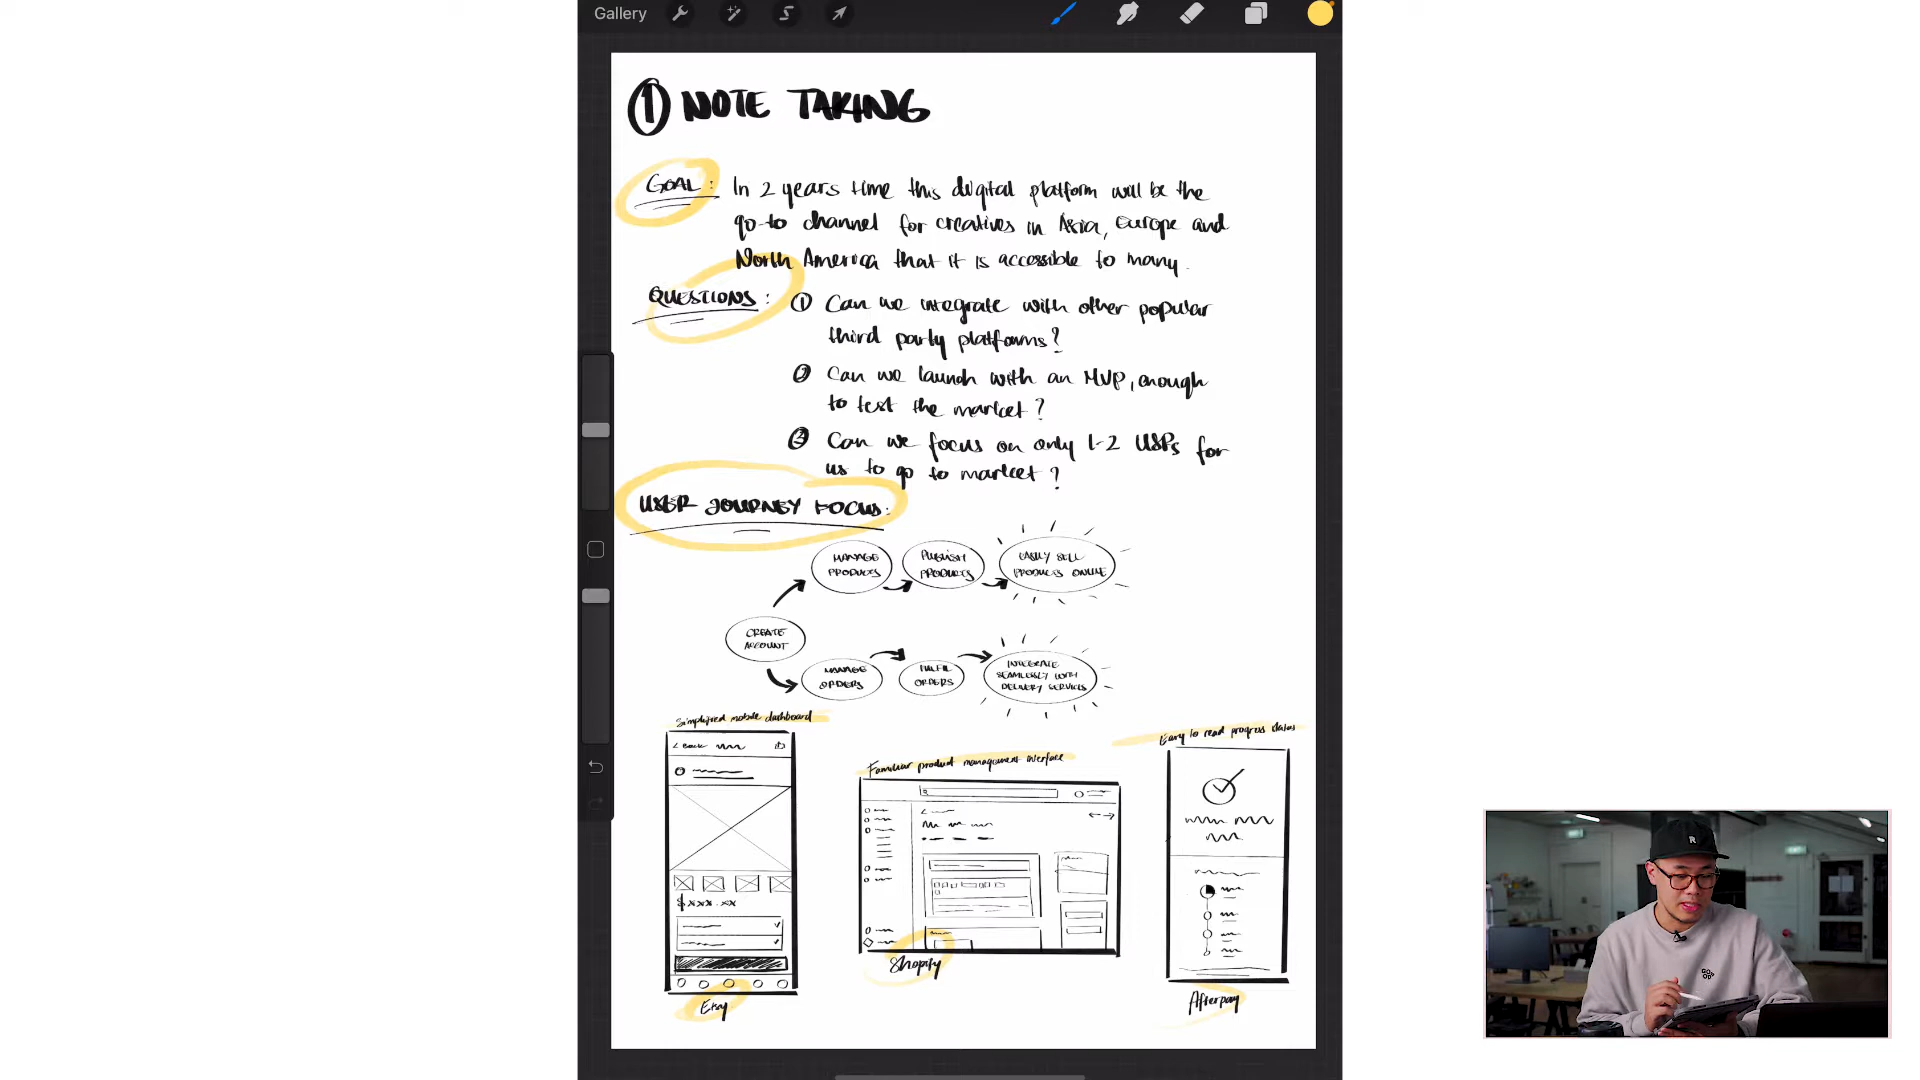 Gallery
① NOTE TAKING
GOAL: In 2 years time this digital platform will be the
go-to channel for creatives in Asia, Europe and
North America that it is accessible to many.
QUESTIONS: ① Can we integrate with other popular
third party platforms?
② Can we launch with an MVP, enough
to test the market?
③ Can we focus on only 1-2 USPs for
us to go to market?
USER JOURNEY FOCUS:
MANAGE
PRODUCTS
PUBLISH
PRODUCTS
EASILY SELL
PRODUCTS ONLINE
CREATE
ACCOUNT
MANAGE
ORDERS
FULFIL
ORDERS
INTEGRATE
SEAMLESSLY WITH
DELIVERY SERVICES
Simplified mobile dashboard
< Back
$xxx.xx
Etsy
Familiar product management interface
Shopify
Easy to read progress status
Afterpay
R